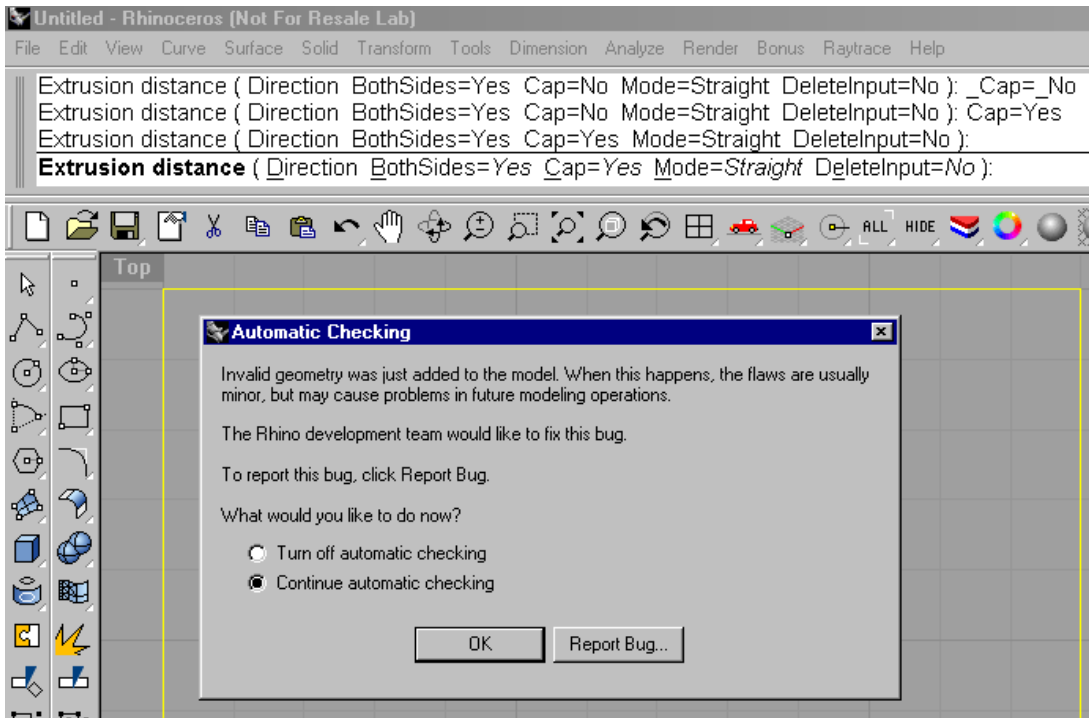 Untitled - Rhinoceros (Not For Resale Lab)
File Edit View Curve Surface Solid Transform Tools Dimension Analyze Render Bonus Raytrace Help
Extrusion distance ( Direction BothSides=Yes Cap=No Mode=Straight DeleteInput=No ): _Cap=_No
Extrusion distance ( Direction BothSides=Yes Cap=No Mode=Straight DeleteInput=No ): Cap=Yes
Extrusion distance ( Direction BothSides=Yes Cap=Yes Mode=Straight DeleteInput=No ):
Extrusion distance ( Direction BothSides=Yes Cap=Yes Mode=Straight DeleteInput=No ):
ALL HIDE
Top
Automatic Checking
Invalid geometry was just added to the model. When this happens, the flaws are usually
minor, but may cause problems in future modeling operations.
The Rhino development team would like to fix this bug.
To report this bug, click Report Bug.
What would you like to do now?
Turn off automatic checking
Continue automatic checking
OK Report Bug...